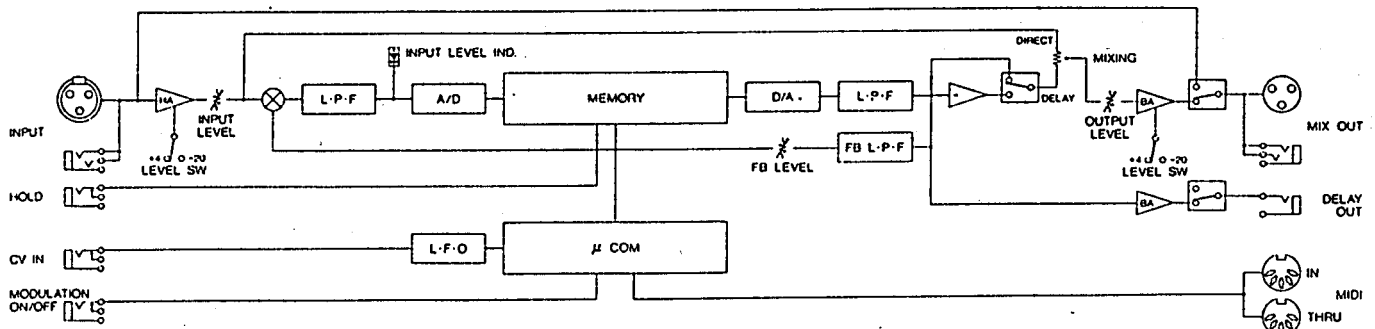 INPUT
HA
+4 -20
LEVEL SW
INPUT
LEVEL
L·P·F
INPUT LEVEL IND.
A/D
MEMORY
D/A
L·P·F
FB LEVEL
FB L·P·F
-
DIRECT
MIXING
DELAY
OUTPUT
LEVEL
BA
+4 -20
LEVEL SW
MIX OUT
BA
DELAY
OUT
HOLD
CV IN
L·F·O
μ COM
MODULATION
ON/OFF
IN
MIDI
THRU